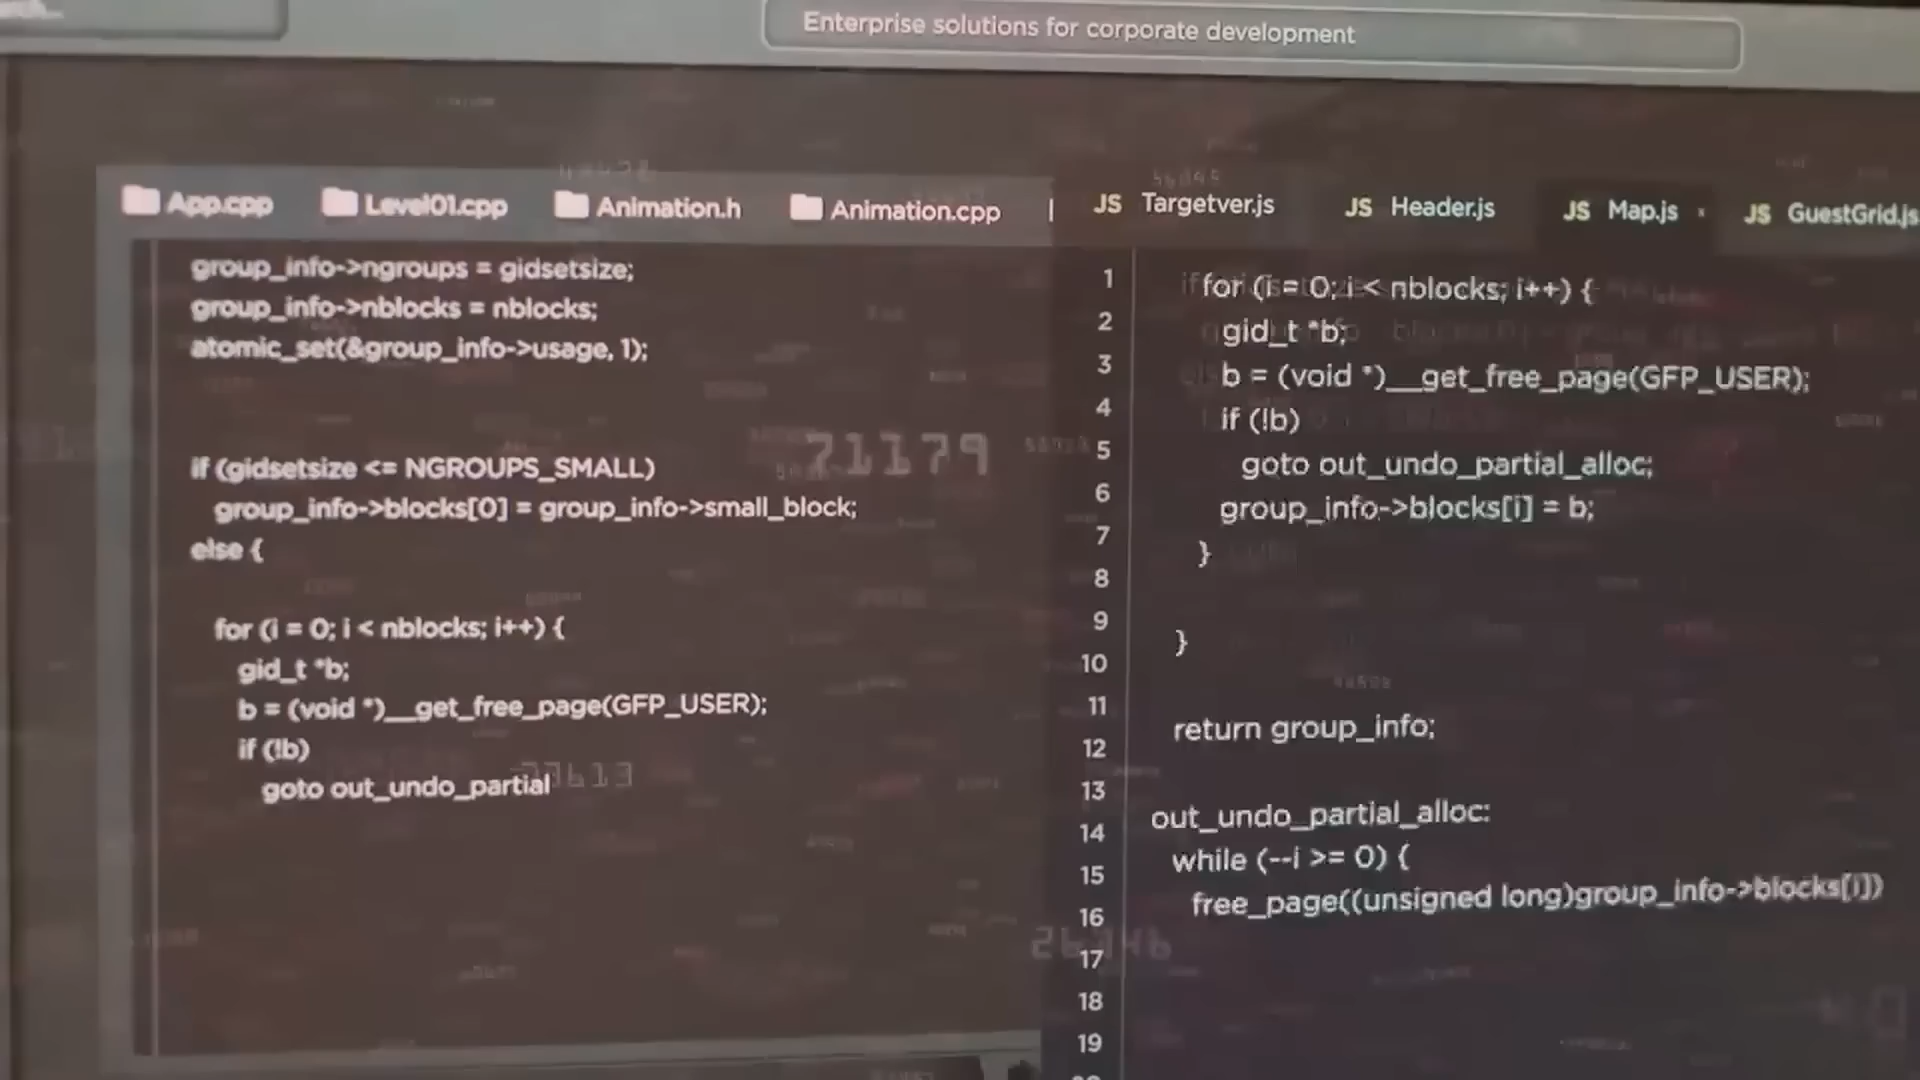 Enterprise solutions for corporate development
App.cpp Level01.cpp Animation.h Animation.cpp
group_info->ngroups = gidsetsize;
group_info->nblocks = nblocks;
atomic_set(&group_info->usage, 1);
if (gidsetsize <= NGROUPS_SMALL)
group_info->blocks[0] = group_info->small_block;
else {
for (i = 0; i < nblocks; i++) {
gid_t *b;
b = (void *)__get_free_page(GFP_USER);
if (!b)
goto out_undo_partial
71179
26746
JS Targetver.js JS Header.js JS Map.js x JS GuestGrid.js
1 for (i = 0; i < nblocks; i++) {
2 gid_t *b;
3 b = (void *)__get_free_page(GFP_USER);
4 if (!b)
5 goto out_undo_partial_alloc;
6 group_info->blocks[i] = b;
7 }
8
9 }
10
11 return group_info;
12
13 out_undo_partial_alloc:
14 while (--i >= 0) {
15 free_page((unsigned long)group_info->blocks[i])
16
17
18
19